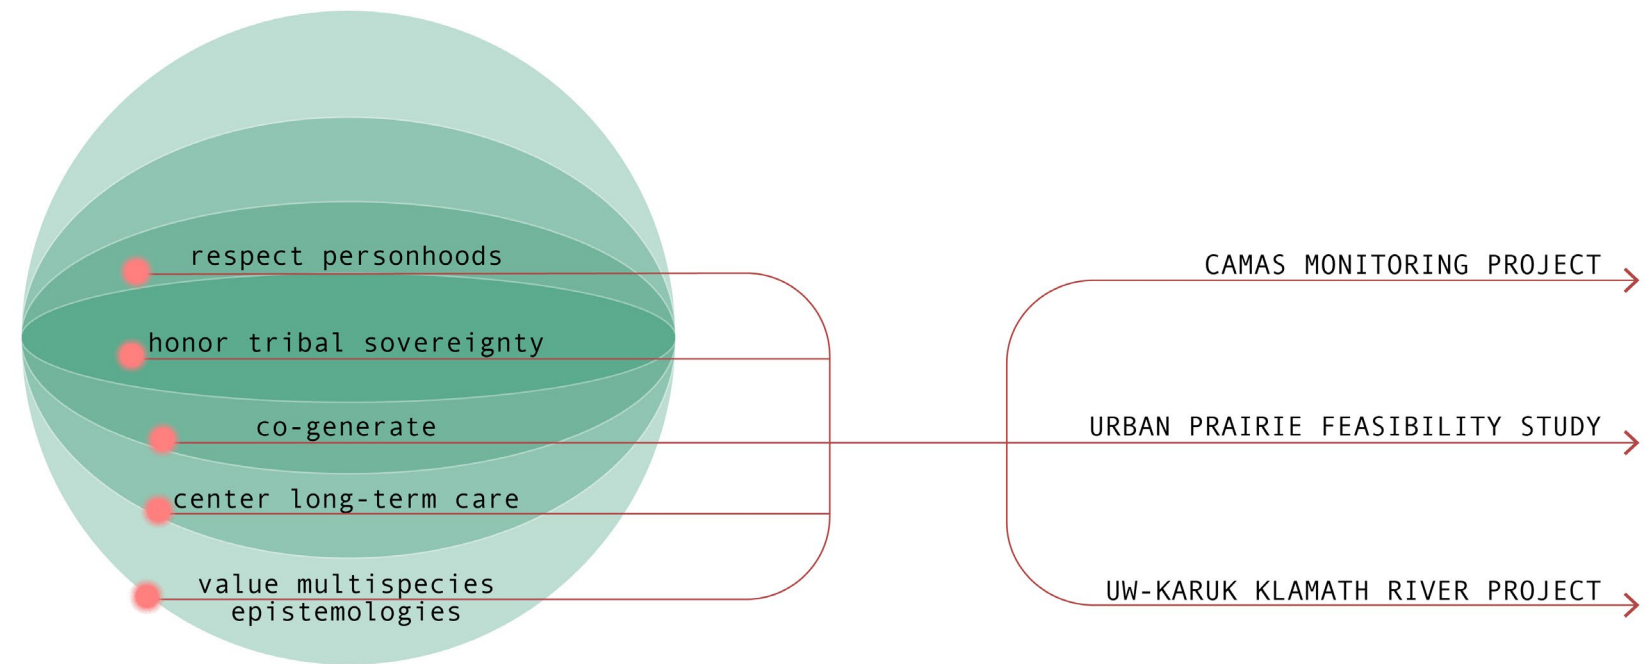 respect personhoods
honor tribal sovereignty
co-generate
center long-term care
value multispecies
epistemologies
CAMAS MONITORING PROJECT
URBAN PRAIRIE FEASIBILITY STUDY
UW-KARUK KLAMATH RIVER PROJECT